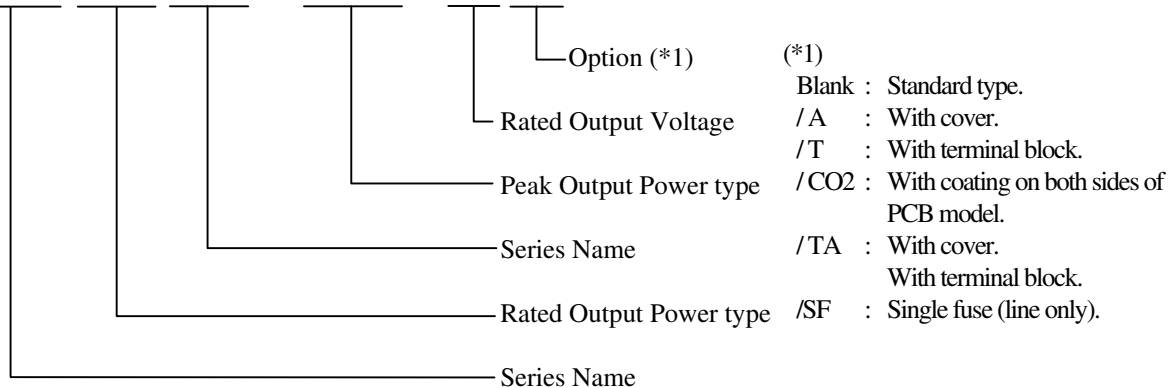 Option (*1)
Rated Output Voltage
Peak Output Power type
Series Name
Rated Output Power type
Series Name
(*1)
Blank : Standard type.
/ A : With cover.
/ T : With terminal block.
/ CO2 : With coating on both sides of
PCB model.
/ TA : With cover.
With terminal block.
/SF : Single fuse (line only).